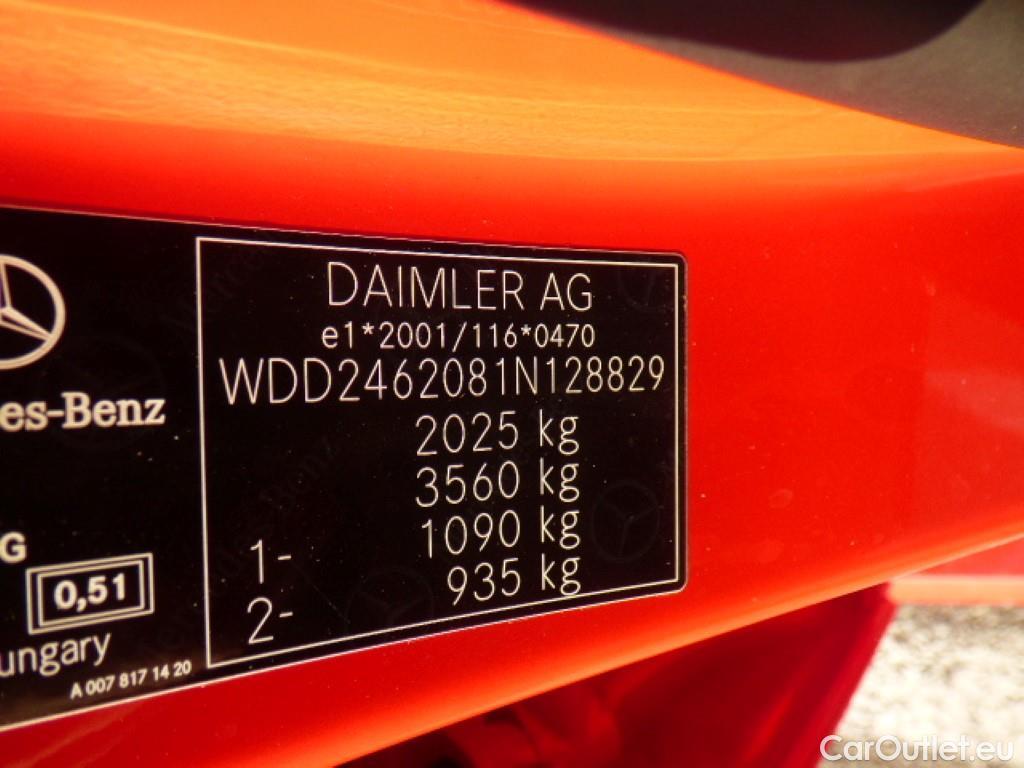 DAIMLER AG
e1*2001/116*0470
WDD2462081N128829
2025 kg
3560 kg
1- 1090 kg
2- 935 kg
es-Benz
G
0,51
ungary
A 007 817 14 20
CarOutlet.eu